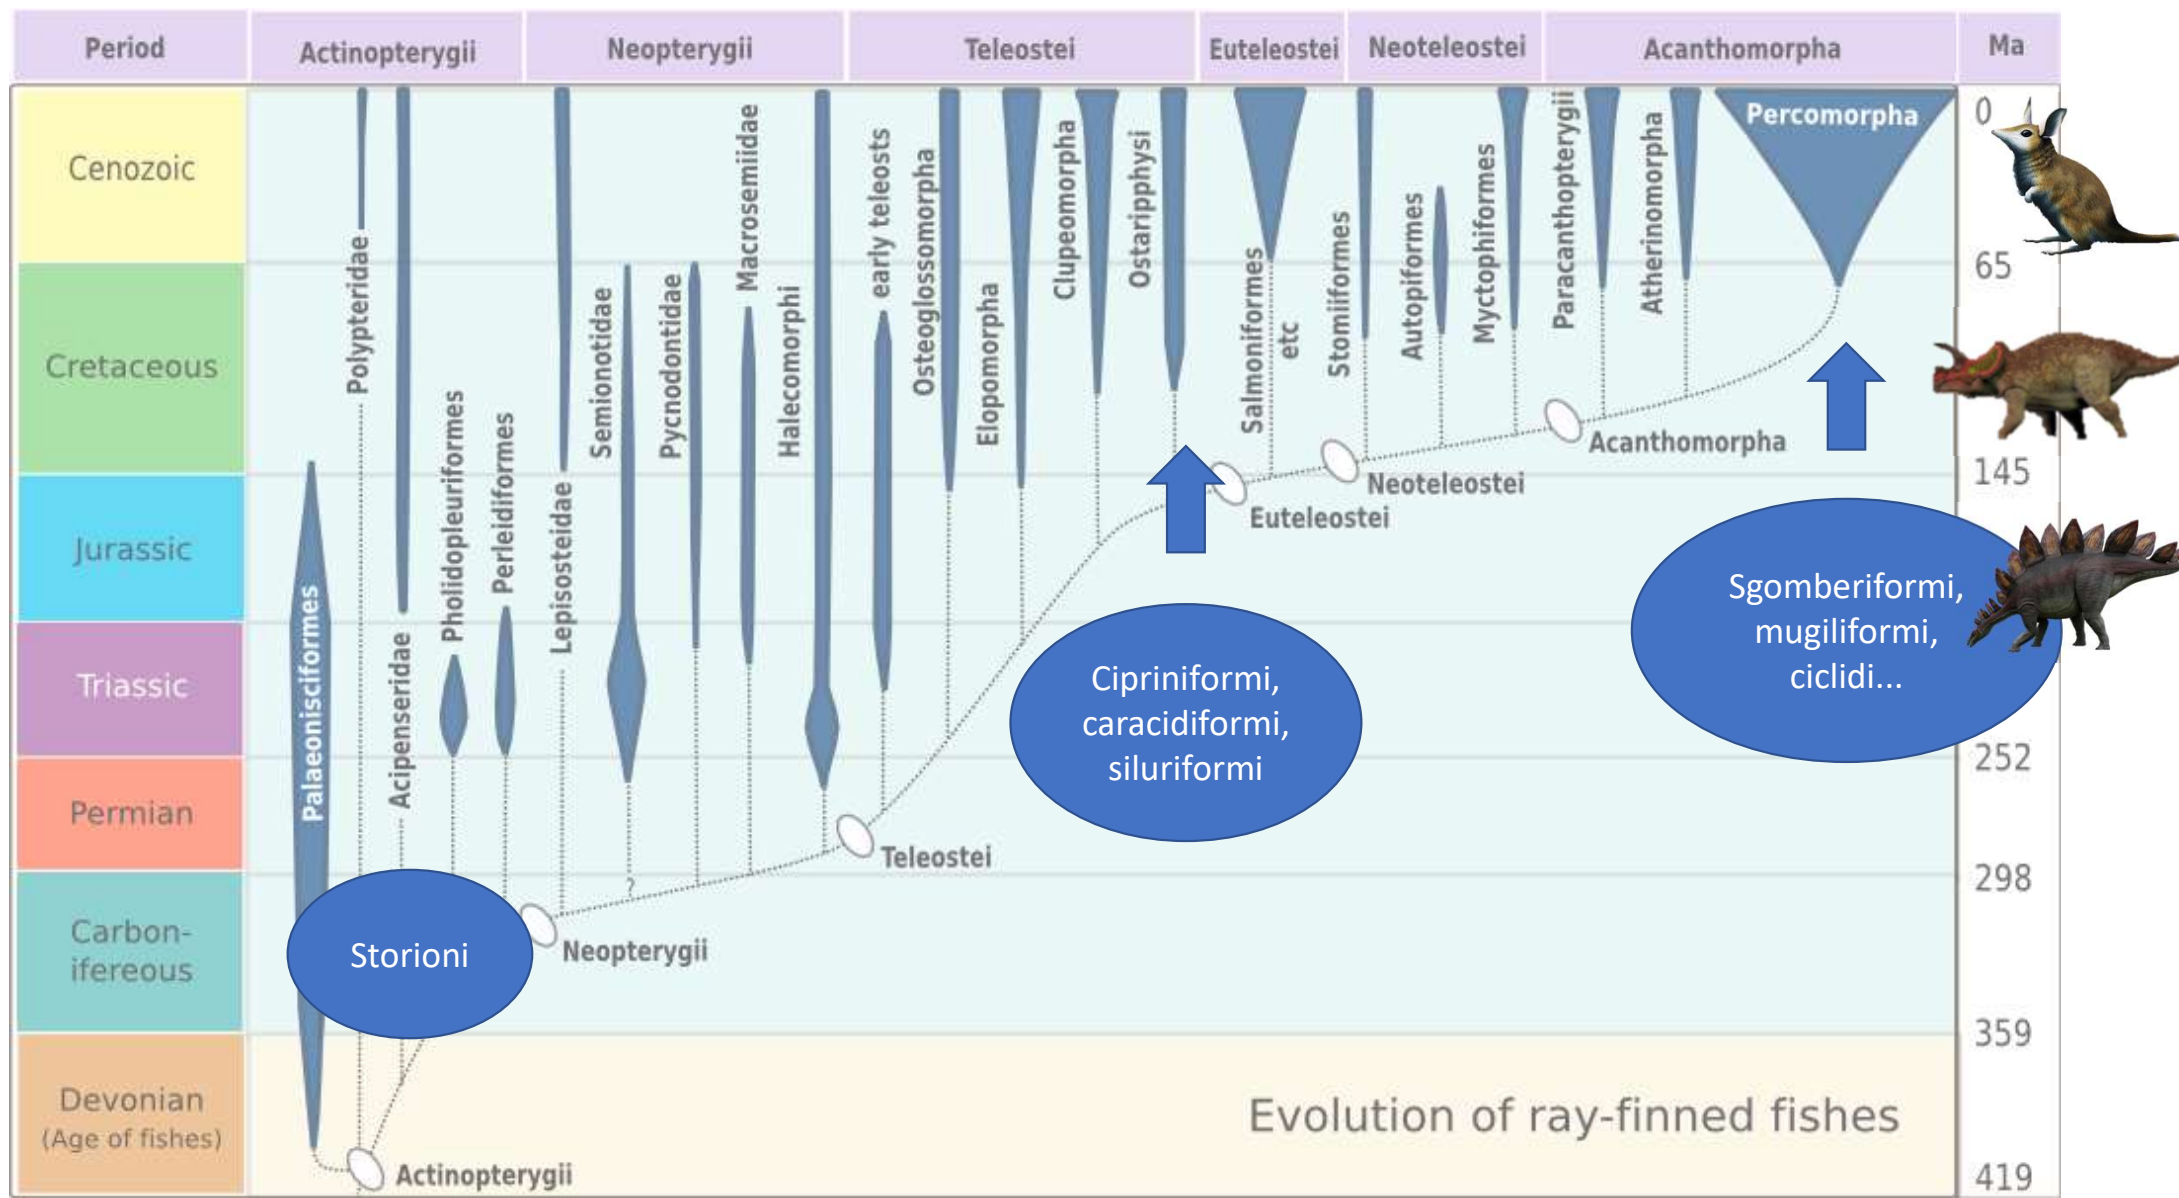 Period
Actinopterygii
Neopterygii
Teleostei
Euteleostei
Neoteleostei
Acanthomorpha
Ma
Cenozoic
Cretaceous
Jurassic
Triassic
Permian
Carbon-
ifereous
Devonian
(Age of fishes)
Palaeonisciformes
Polypteridae
Acipenseridae
Pholidopleuriformes
Perleidiformes
Lepisosteidae
Semionotidae
Pycnodontidae
Macrosemiidae
Halecomorphi
early teleosts
Osteoglossomorpha
Elopomorpha
Clupeomorpha
Ostariphysi
Salmoniformes
etc
Stomiiformes
Autopiformes
Myctophiformes
Paracanthopterygii
Atherinomorpha
Percomorpha
0
65
145
252
298
359
419
Acanthomorpha
Neoteleostei
Euteleostei
Teleostei
?
Neopterygii
Actinopterygii
Storioni
Cipriniformi,
caracidiformi,
siluriformi
Sgomberiformi,
mugiliformi,
ciclidi...
Evolution of ray-finned fishes